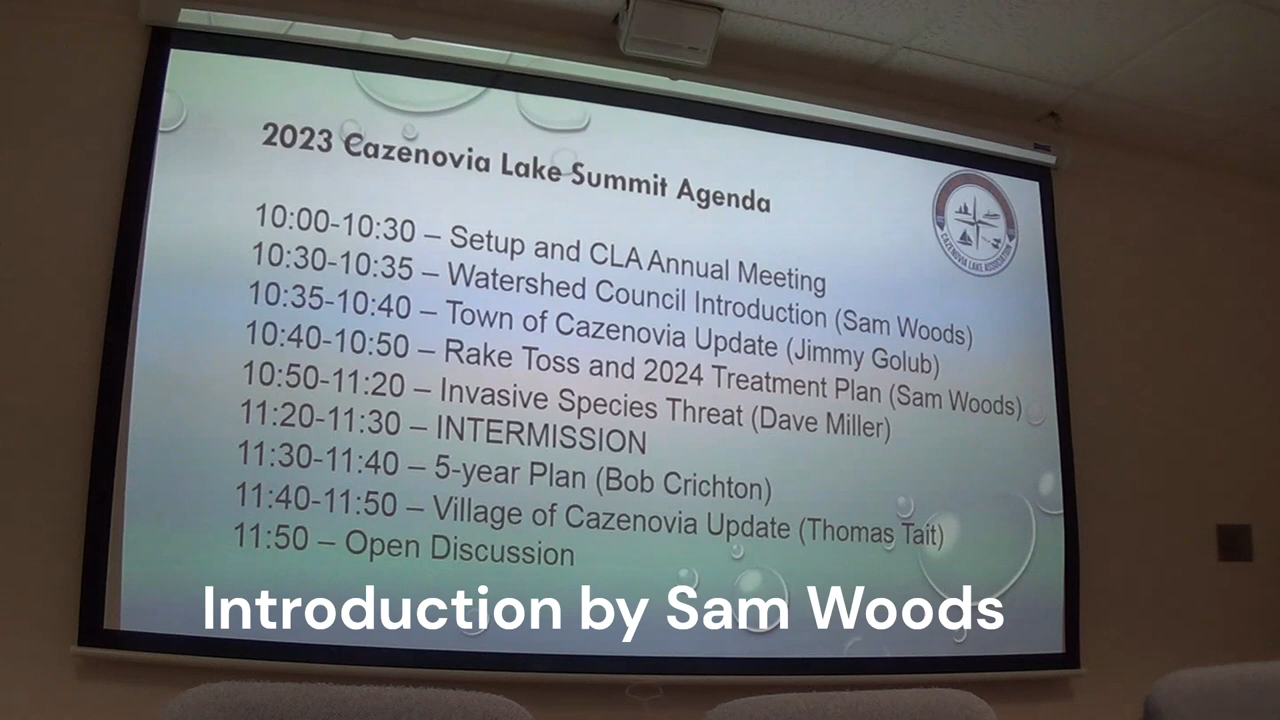 2023 Cazenovia Lake Summit Agenda
10:00-10:30 – Setup and CLA Annual Meeting
10:30-10:35 – Watershed Council Introduction (Sam Woods)
10:35-10:40 – Town of Cazenovia Update (Jimmy Golub)
10:40-10:50 – Rake Toss and 2024 Treatment Plan (Sam Woods)
10:50-11:20 – Invasive Species Threat (Dave Miller)
11:20-11:30 – INTERMISSION
11:30-11:40 – 5-year Plan (Bob Crichton)
11:40-11:50 – Village of Cazenovia Update (Thomas Tait)
11:50 – Open Discussion
CAZENOVIA LAKE ASSOCIATION
Introduction by Sam Woods